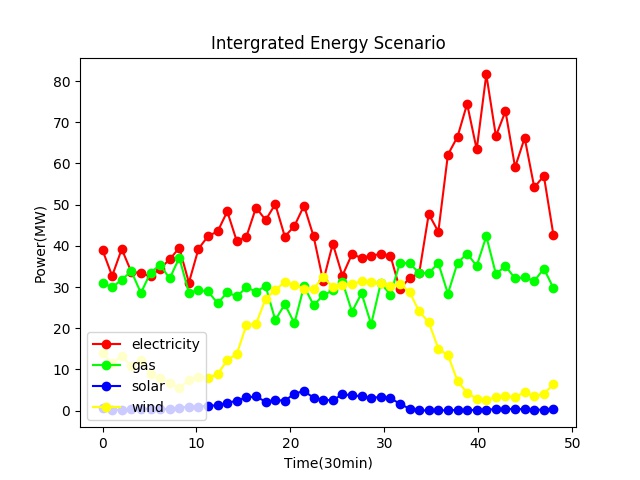 Intergrated Energy Scenario
Power(MW)
80
70
60
50
40
30
20
10
0
electricity
gas
solar
wind
0 10 20 30 40 50
Time(30min)